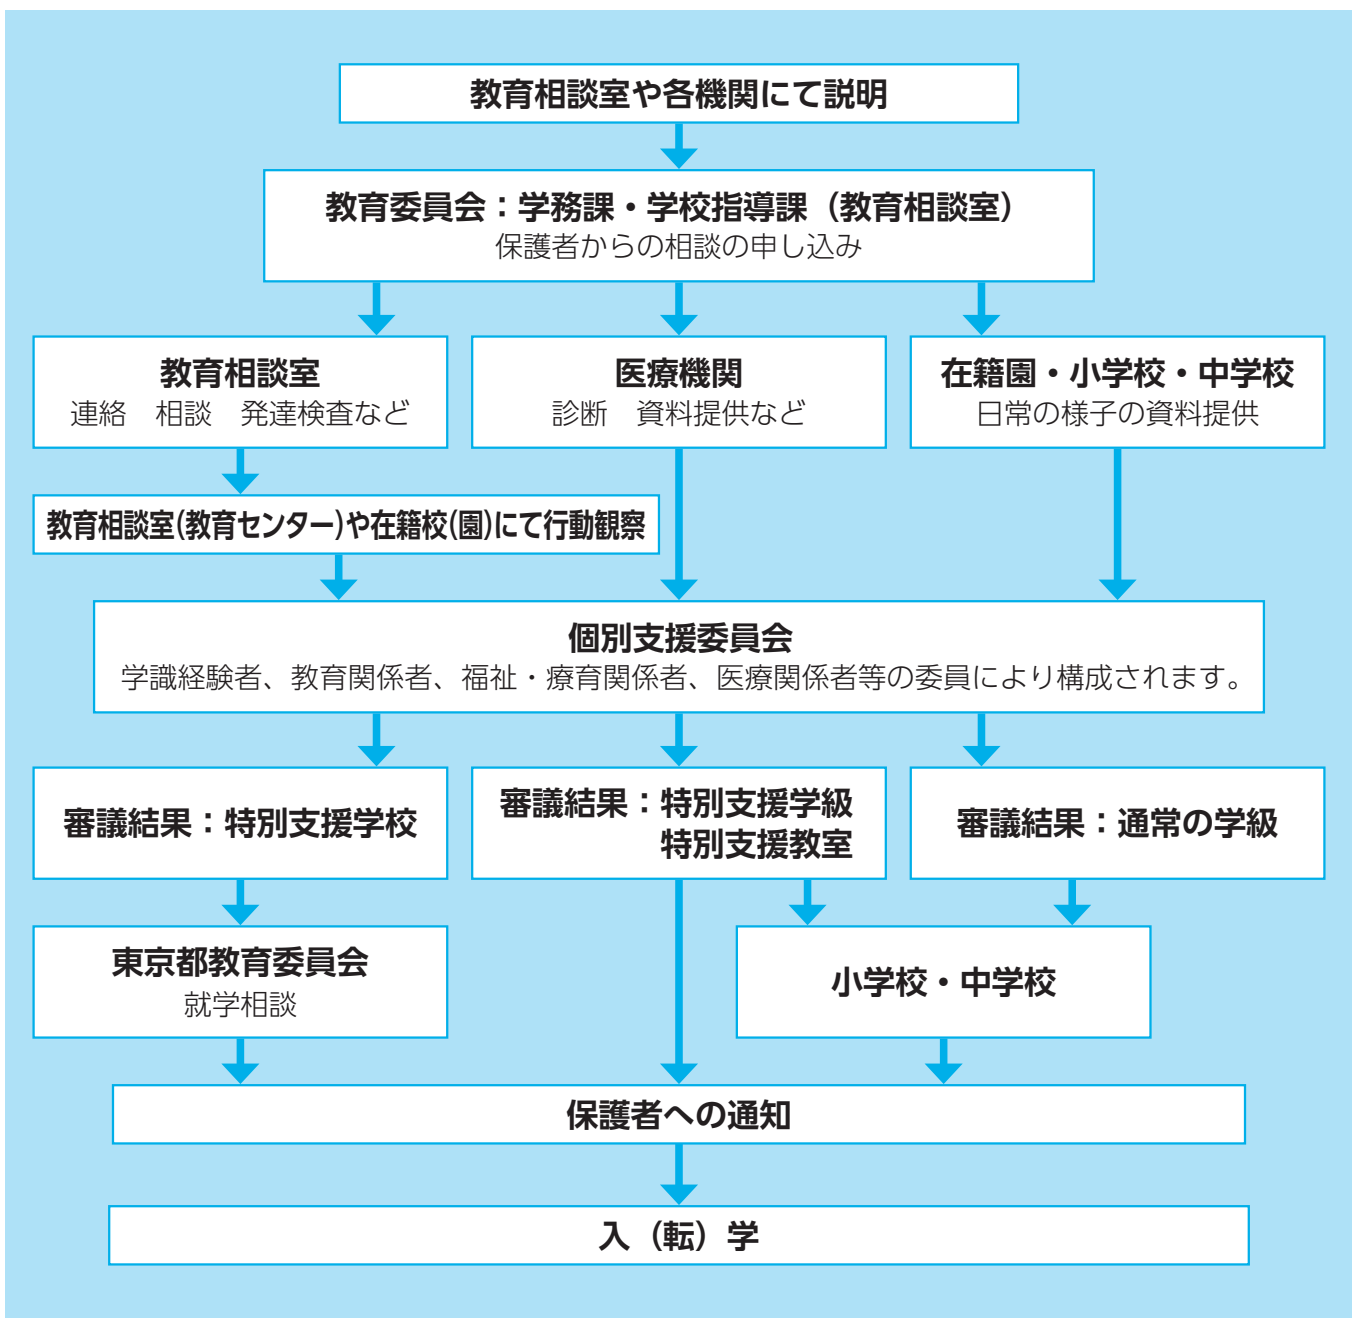 教育相談室や各機関にて説明
教育委員会：学務課・学校指導課（教育相談室）
保護者からの相談の申し込み
教育相談室
連絡　相談　発達検査など
医療機関
診断　資料提供など
在籍園・小学校・中学校
日常の様子の資料提供
教育相談室(教育センター)や在籍校(園)にて行動観察
個別支援委員会
学識経験者、教育関係者、福祉・療育関係者、医療関係者等の委員により構成されます。
審議結果：特別支援学校
審議結果：特別支援学級
特別支援教室
審議結果：通常の学級
東京都教育委員会
就学相談
小学校・中学校
保護者への通知
入（転）学